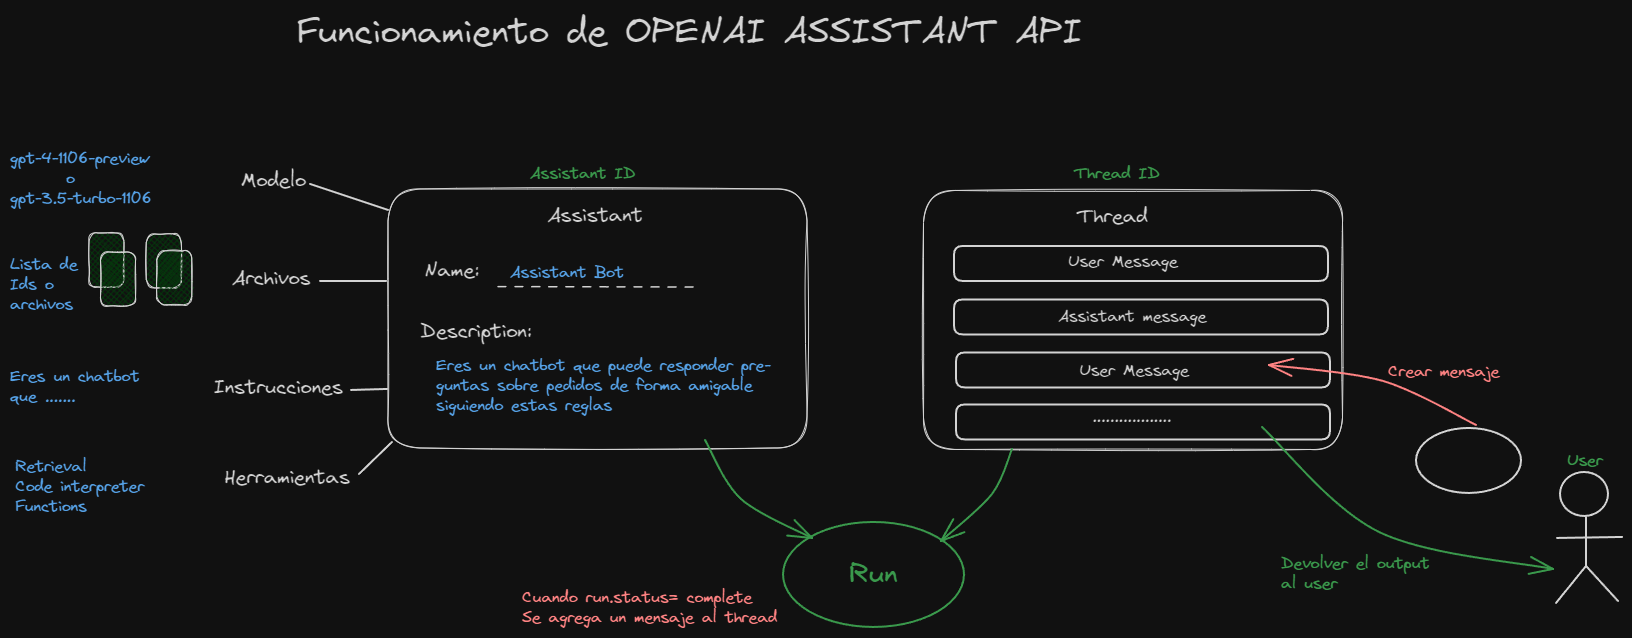 Funcionamiento de OPENAI ASSISTANT API
gpt-4-1106-preview
o
gpt-3.5-turbo-1106
Lista de
Ids o
archivos
Eres un chatbot
que .......
Retrieval
Code interpreter
Functions
Modelo
Archivos
Instrucciones
Herramientas
Assistant ID
Assistant
Name: Assistant Bot
Description:
Eres un chatbot que puede responder pre-
guntas sobre pedidos de forma amigable
siguiendo estas reglas
Thread ID
Thread
User Message
Assistant message
User Message
..................
Crear mensaje
User
Devolver el output
al user
Run
Cuando run.status= complete
Se agrega un mensaje al thread